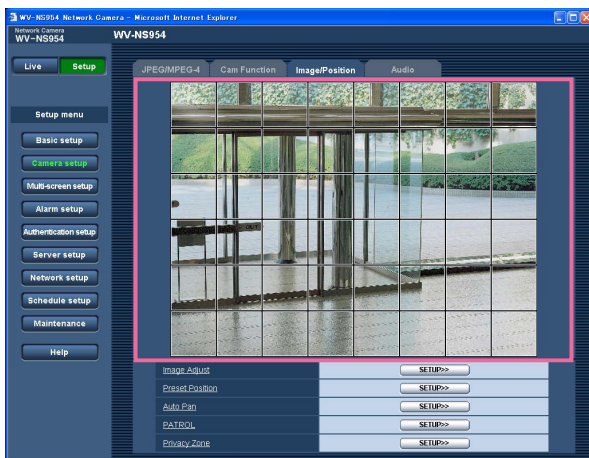 WV-NS954 Network Camera - Microsoft Internet Explorer
Network Camera
WV-NS954
WV-NS954
Live
Setup
JPEG/MPEG-4
Cam Function
Image/Position
Audio
Setup menu
Basic setup
Camera setup
Multi-screen setup
Alarm setup
Authentication setup
Server setup
Network setup
Schedule setup
Maintenance
Help
OUT
Image Adjust
SETUP>>
Preset Position
SETUP>>
Auto Pan
SETUP>>
PATROL
SETUP>>
Privacy Zone
SETUP>>